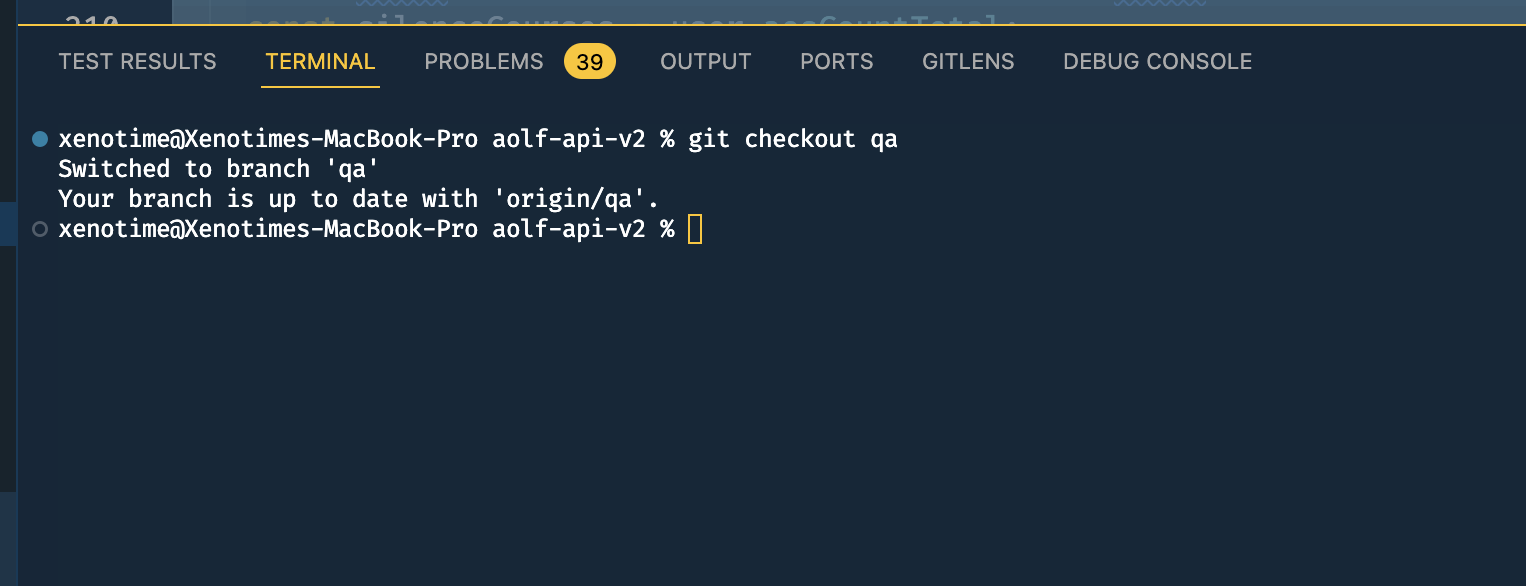 TEST RESULTS TERMINAL PROBLEMS 39 OUTPUT PORTS GITLENS DEBUG CONSOLE
xenotime@Xenotimes-MacBook-Pro aolf-api-v2 % git checkout qa
Switched to branch 'qa'
Your branch is up to date with 'origin/qa'.
xenotime@Xenotimes-MacBook-Pro aolf-api-v2 %